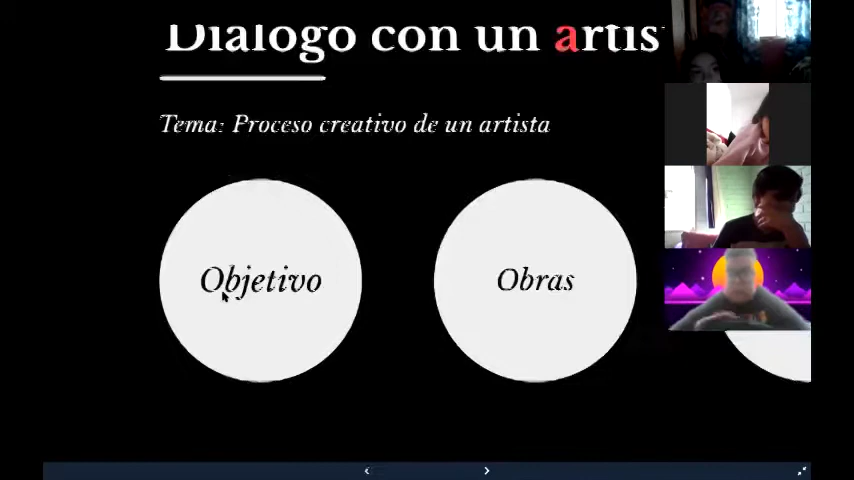 Dialogo con un artis
Tema: Proceso creativo de un artista
Objetivo
Obras